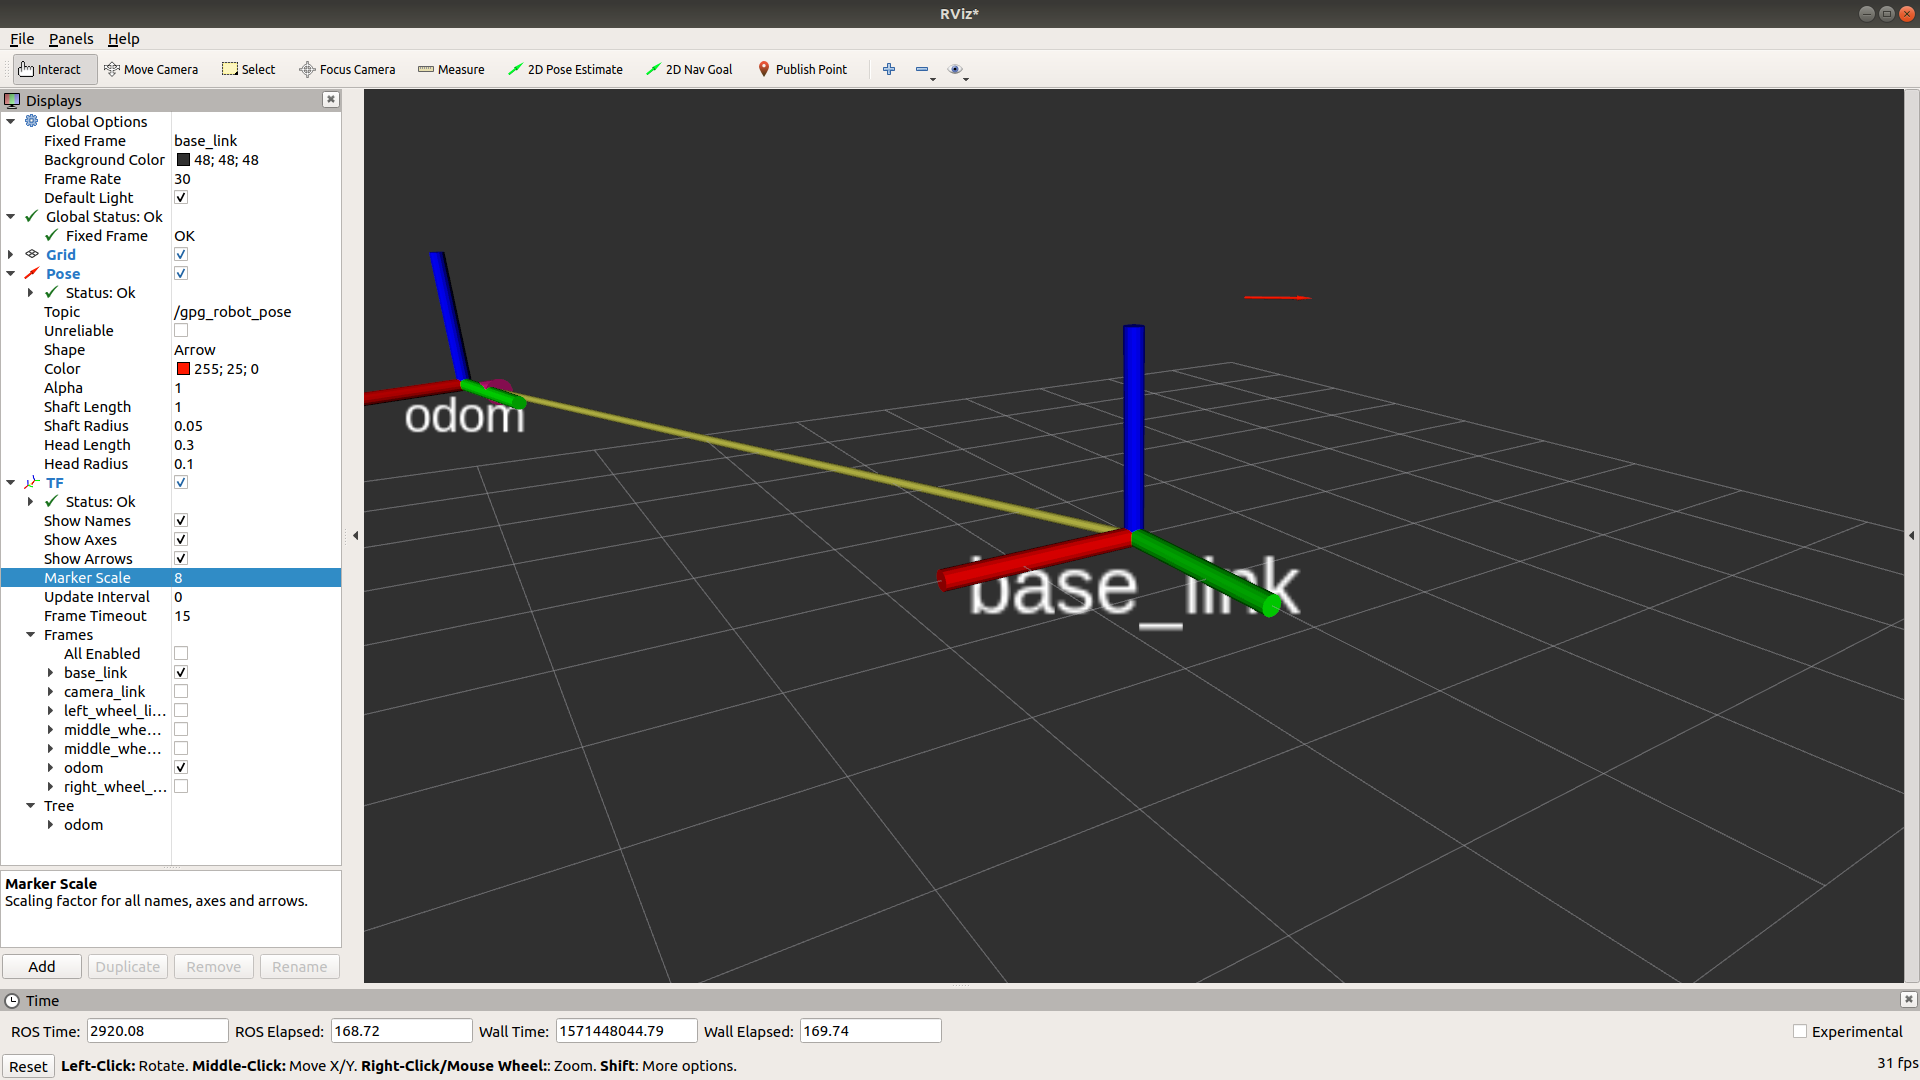 RViz*
File Panels Help
Interact Move Camera Select Focus Camera Measure 2D Pose Estimate 2D Nav Goal Publish Point
Displays
Global Options
Fixed Frame base_link
Background Color 48; 48; 48
Frame Rate 30
Default Light
Global Status: Ok
Fixed Frame OK
Grid
Pose
Status: Ok
Topic /gpg_robot_pose
Unreliable
Shape Arrow
Color 255; 25; 0
Alpha 1
Shaft Length 1
Shaft Radius 0.05
Head Length 0.3
Head Radius 0.1
TF
Status: Ok
Show Names
Show Axes
Show Arrows
Marker Scale 8
Update Interval 0
Frame Timeout 15
Frames
All Enabled
base_link
camera_link
left_wheel_li...
middle_whe...
middle_whe...
odom
right_wheel_...
Tree
odom
Marker Scale
Scaling factor for all names, axes and arrows.
Add Duplicate Remove Rename
odom
base_link
Time
ROS Time: 2920.08 ROS Elapsed: 168.72 Wall Time: 1571448044.79 Wall Elapsed: 169.74 Experimental
Reset Left-Click: Rotate. Middle-Click: Move X/Y. Right-Click/Mouse Wheel:: Zoom. Shift: More options. 31 fps